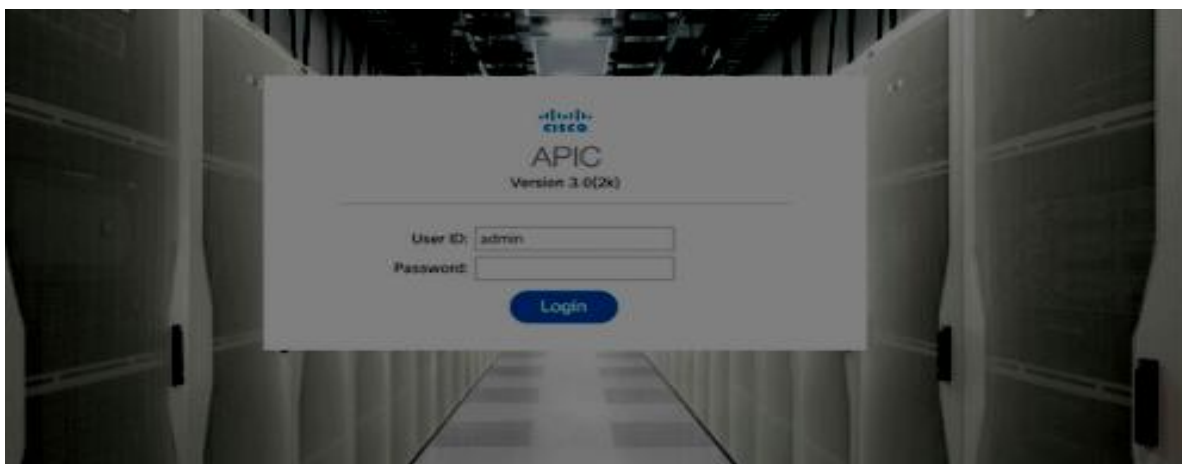 CISCO
APIC
Version 3.0(2k)
User ID: admin
Password:
Login